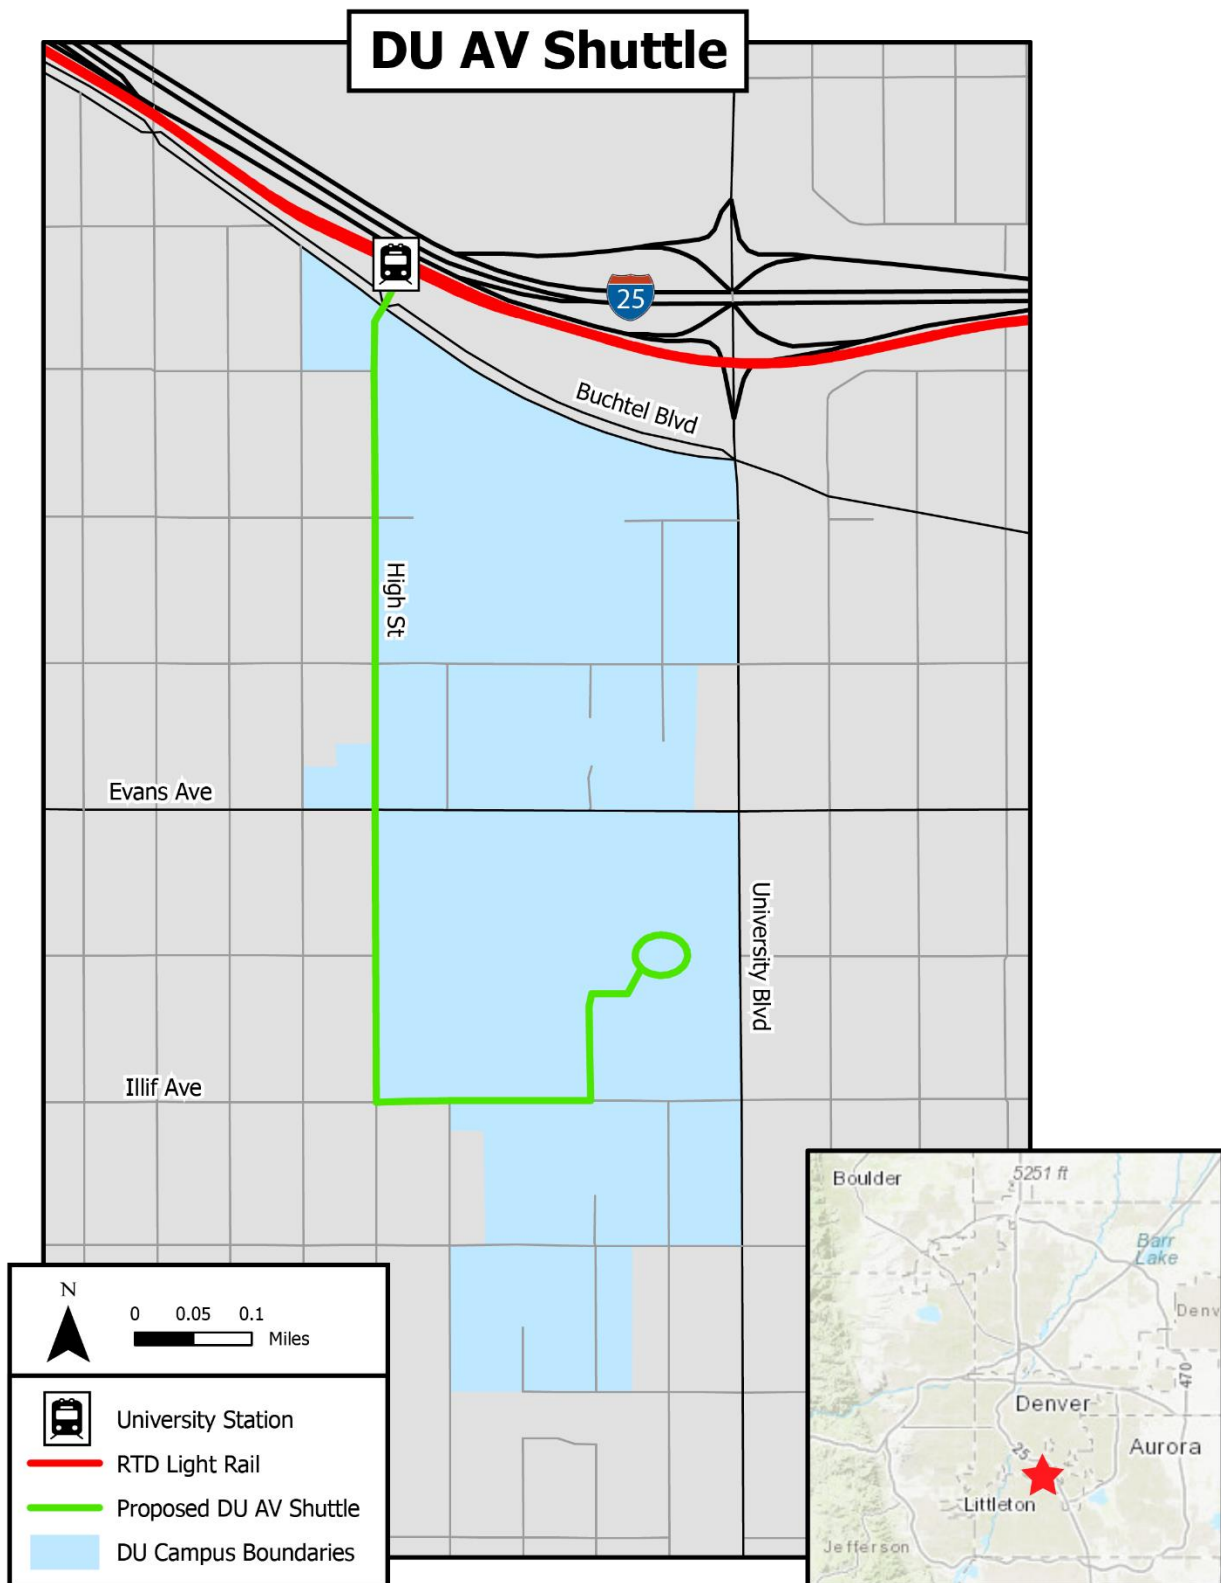 DU AV Shuttle
25
Buchtel Blvd
High St
Evans Ave
University Blvd
Illif Ave
N
0 0.05 0.1
Miles
University Station
RTD Light Rail
Proposed DU AV Shuttle
DU Campus Boundaries
Boulder
5251 ft
Barr
Lake
Denv
470
Denver
Aurora
25
Littleton
Jefferson